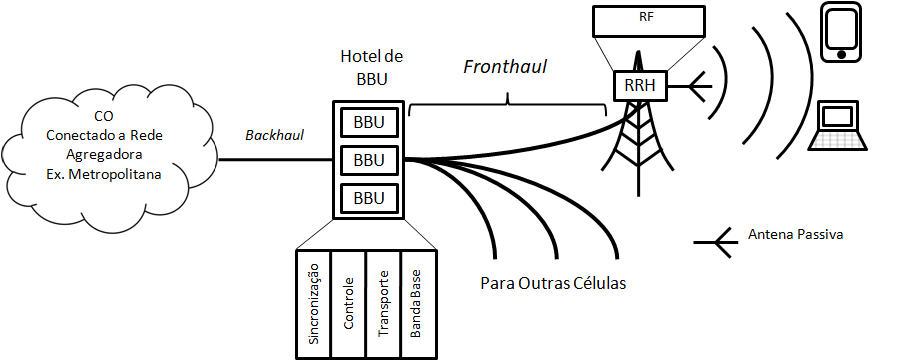 RF
Hotel de
BBU
Fronthaul
RRH
CO
Conectado a Rede
Agregadora
Ex. Metropolitana
Backhaul
BBU
BBU
BBU
Antena Passiva
Para Outras Células
Sincronização
Controle
Transporte
Banda Base